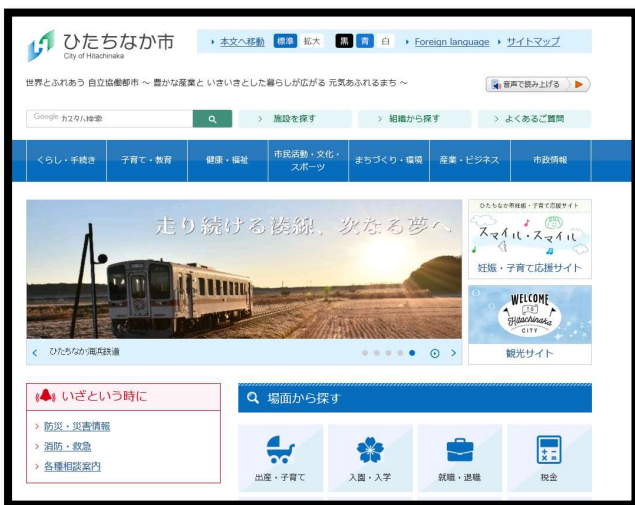 ひたちなか市
City of Hitachinaka
本文へ移動 標準 拡大 黒 青 白 Foreign language サイトマップ
世界とふれあう 自立協働都市 ～ 豊かな産業と いきいきとした暮らしが広がる 元気あふれるまち ～
音声で読み上げる
Google カスタム検索
施設を探す
組織から探す
よくあるご質問
くらし・手続き
子育て・教育
健康・福祉
市民活動・文化・
スポーツ
まちづくり・環境
産業・ビジネス
市政情報
走り続ける湊線、次なる夢へ
ひたちなか海浜鉄道
ひたちなか市妊娠・子育て応援サイト
スマイル・スマイル
妊娠・子育て応援サイト
WELCOME
TO
Hitachinaka
CITY
観光サイト
いざという時に
防災・災害情報
消防・救急
各種相談案内
場面から探す
出産・子育て
入園・入学
就職・退職
税金